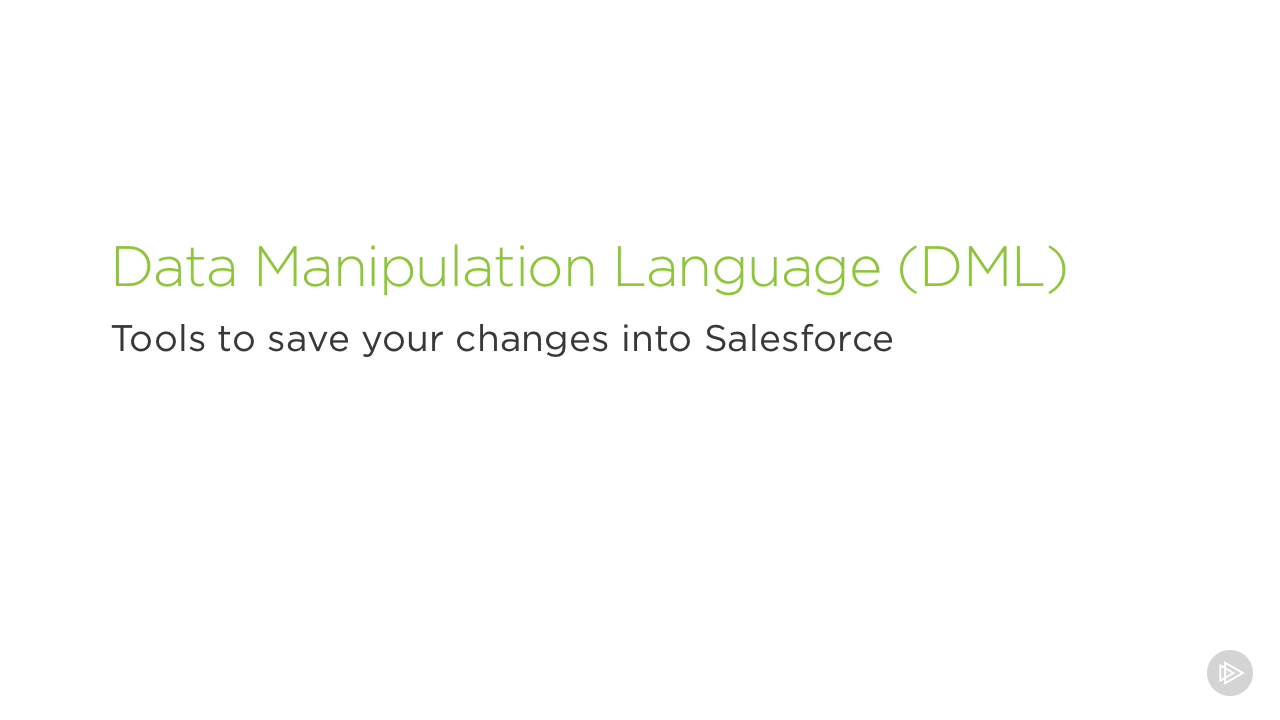 Data Manipulation Language (DML)
Tools to save your changes into Salesforce